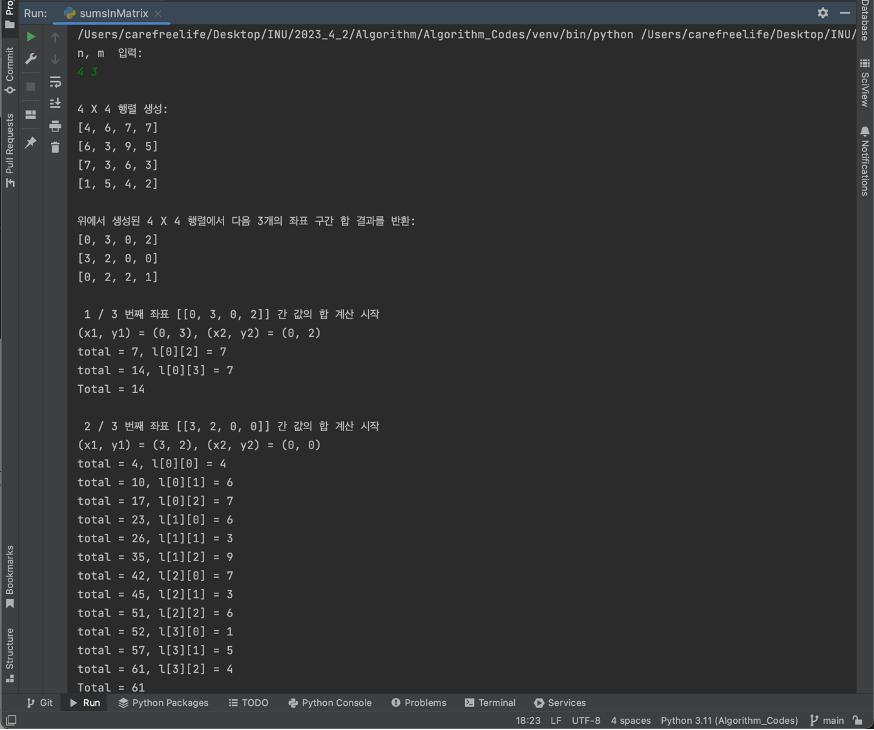 Run: sumsInMatrix
/Users/carefreelife/Desktop/INU/2023_4_2/Algorithm/Algorithm_Codes/venv/bin/python /Users/carefreelife/Desktop/INU/
n, m  입력:
4 3
4 X 4 행렬 생성:
[4, 6, 7, 7]
[6, 3, 9, 5]
[7, 3, 6, 3]
[1, 5, 4, 2]
위에서 생성된 4 X 4 행렬에서 다음 3개의 좌표 구간 합 결과를 반환:
[0, 3, 0, 2]
[3, 2, 0, 0]
[0, 2, 2, 1]
1 / 3 번째 좌표 [[0, 3, 0, 2]] 간 값의 합 계산 시작
(x1, y1) = (0, 3), (x2, y2) = (0, 2)
total = 7, l[0][2] = 7
total = 14, l[0][3] = 7
Total = 14
2 / 3 번째 좌표 [[3, 2, 0, 0]] 간 값의 합 계산 시작
(x1, y1) = (3, 2), (x2, y2) = (0, 0)
total = 4, l[0][0] = 4
total = 10, l[0][1] = 6
total = 17, l[0][2] = 7
total = 23, l[1][0] = 6
total = 26, l[1][1] = 3
total = 35, l[1][2] = 9
total = 42, l[2][0] = 7
total = 45, l[2][1] = 3
total = 51, l[2][2] = 6
total = 52, l[3][0] = 1
total = 57, l[3][1] = 5
total = 61, l[3][2] = 4
Total = 61
Commit
Pull Requests
Bookmarks
Structure
Database
SciView
Notifications
Git Run Python Packages TODO Python Console Problems Terminal Services
18:23 LF UTF-8 4 spaces Python 3.11 (Algorithm_Codes) main